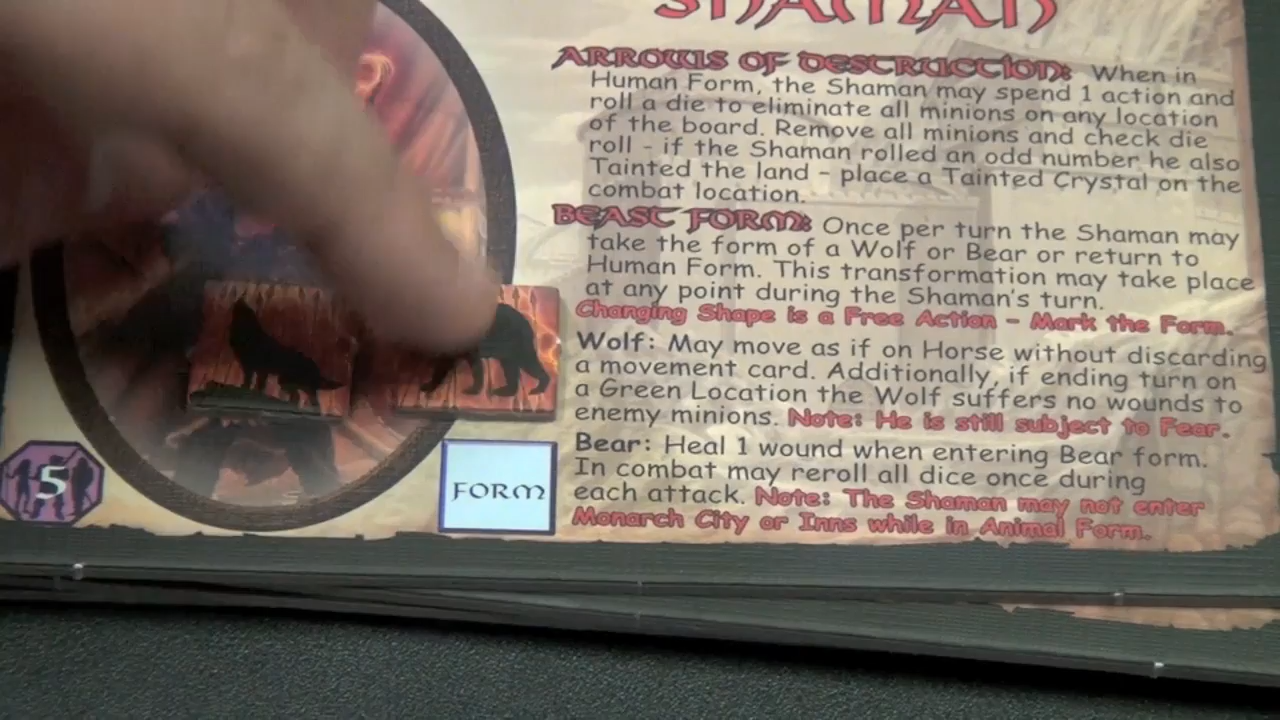 SHAMAN
ARROWS OF DESTRUCTION: When in
Human Form, the Shaman may spend 1 action and
roll a die to eliminate all minions on any location
of the board. Remove all minions and check die
roll - if the Shaman rolled an odd number he also
Tainted the land - place a Tainted Crystal on the
combat location.
BEAST FORM: Once per turn the Shaman may
take the form of a Wolf or Bear or return to
Human Form. This transformation may take place
at any point during the Shaman's turn.
Changing Shape is a Free Action - Mark the Form.
Wolf: May move as if on Horse without discarding
a movement card. Additionally, if ending turn on
a Green Location the Wolf suffers no wounds to
enemy minions. Note: He is still subject to Fear.
Bear: Heal 1 wound when entering Bear form.
In combat may reroll all dice once during
each attack. Note: The Shaman may not enter
Monarch City or Inns while in Animal Form.
5
FORM